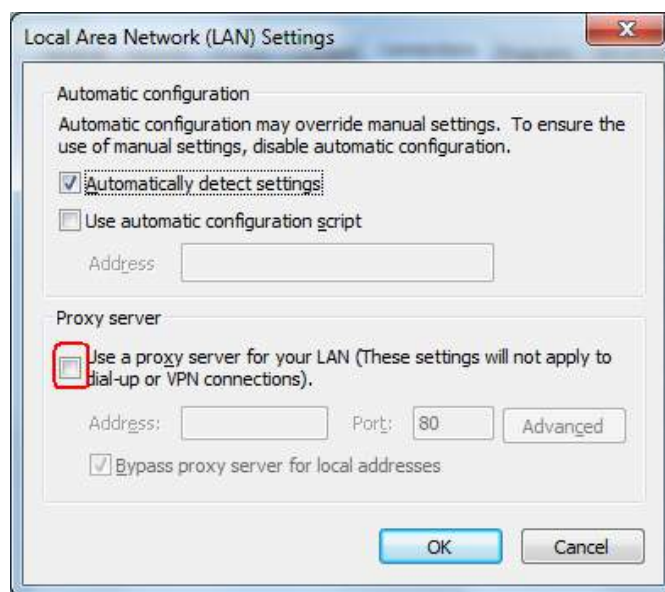 Local Area Network (LAN) Settings
Automatic configuration
Automatic configuration may override manual settings. To ensure the
use of manual settings, disable automatic configuration.
Automatically detect settings
Use automatic configuration script
Address
Proxy server
Use a proxy server for your LAN (These settings will not apply to
dial-up or VPN connections).
Address: Port: 80 Advanced
Bypass proxy server for local addresses
OK Cancel